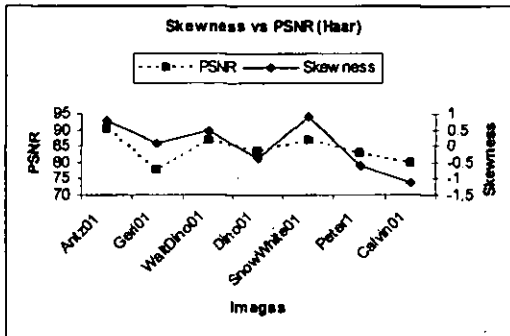 Skewness vs PSNR (Haar)
PSNR Skewness
95
90
85
80
75
70
PSNR
1
0.5
0
-0.5
-1
-1.5
Skewness
Antz01
Geri01
WaltDino01
Dino01
SnowWhite01
Peter1
Calvin01
Images